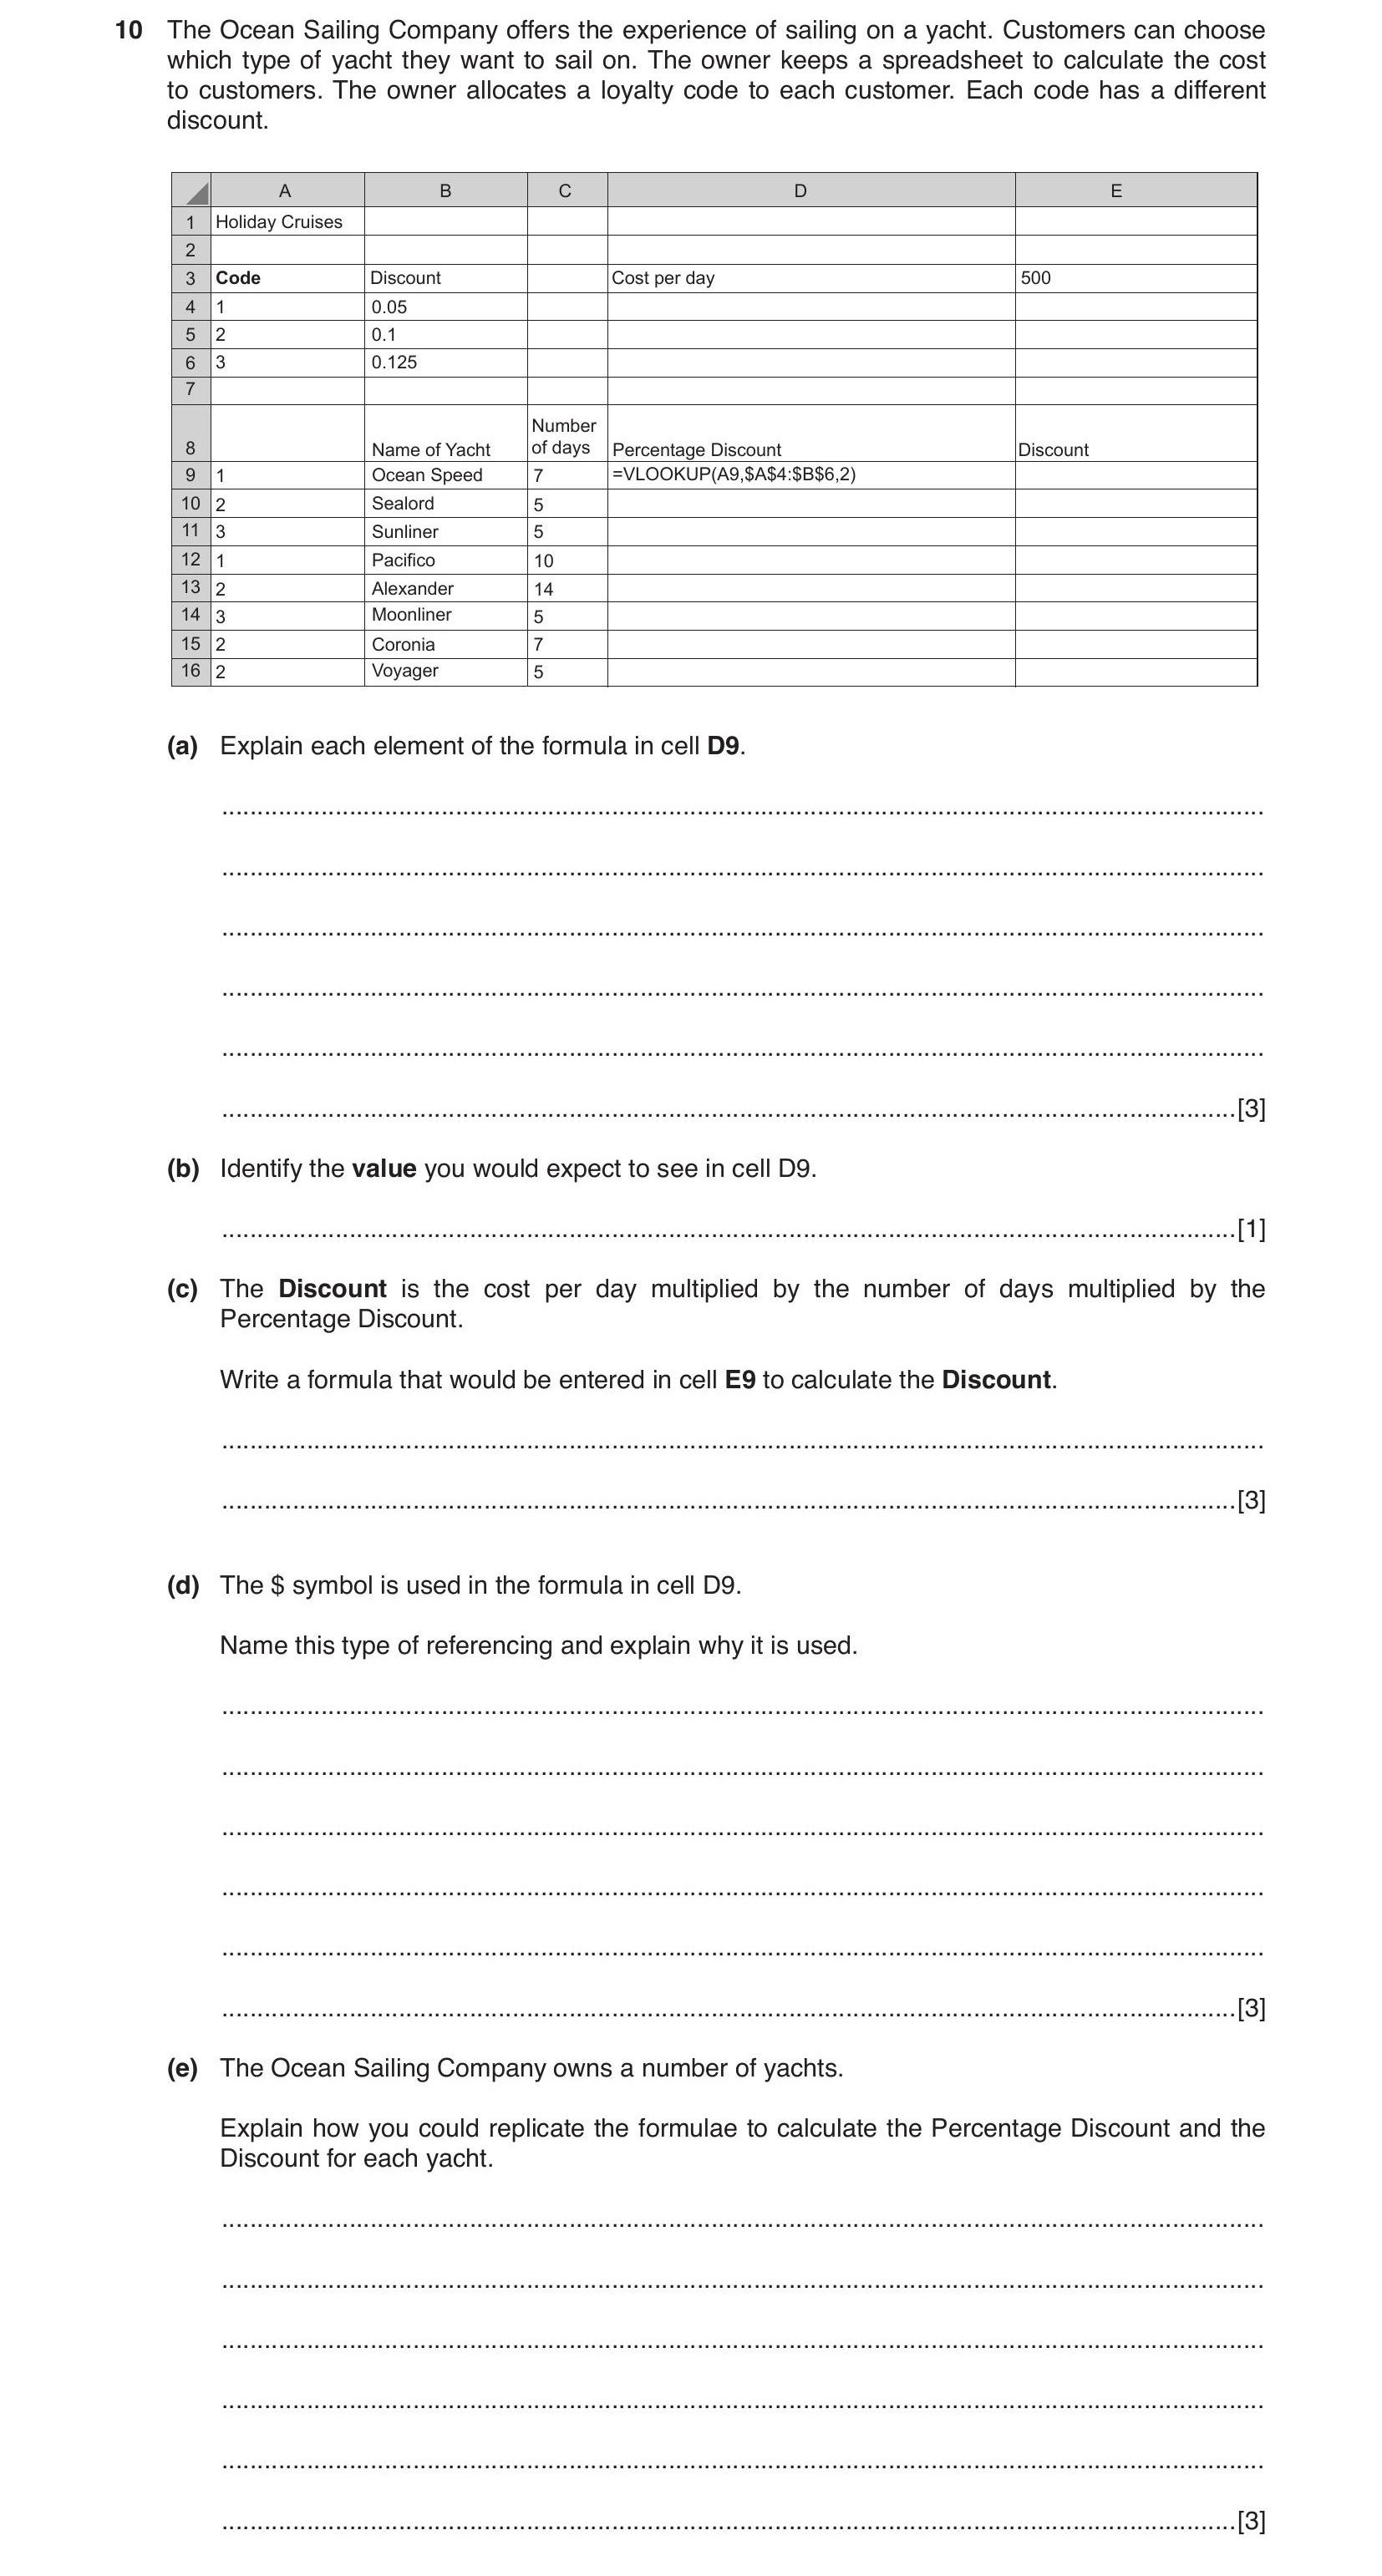 10 The Ocean Sailing Company offers the experience of sailing on a yacht. Customers can choose
which type of yacht they want to sail on. The owner keeps a spreadsheet to calculate the cost
to customers. The owner allocates a loyalty code to each customer. Each code has a different
discount.
A B C D E
1 Holiday Cruises
2
3 Code Discount Cost per day 500
4 1 0.05
5 2 0.1
6 3 0.125
7
8 Name of Yacht Number of days Percentage Discount Discount
9 1 Ocean Speed 7 =VLOOKUP(A9,$A$4:$B$6,2)
10 2 Sealord 5
11 3 Sunliner 5
12 1 Pacifico 10
13 2 Alexander 14
14 3 Moonliner 5
15 2 Coronia 7
16 2 Voyager 5
(a) Explain each element of the formula in cell D9.
[3]
(b) Identify the value you would expect to see in cell D9.
[1]
(c) The Discount is the cost per day multiplied by the number of days multiplied by the
Percentage Discount.
Write a formula that would be entered in cell E9 to calculate the Discount.
[3]
(d) The $ symbol is used in the formula in cell D9.
Name this type of referencing and explain why it is used.
[3]
(e) The Ocean Sailing Company owns a number of yachts.
Explain how you could replicate the formulae to calculate the Percentage Discount and the
Discount for each yacht.
[3]